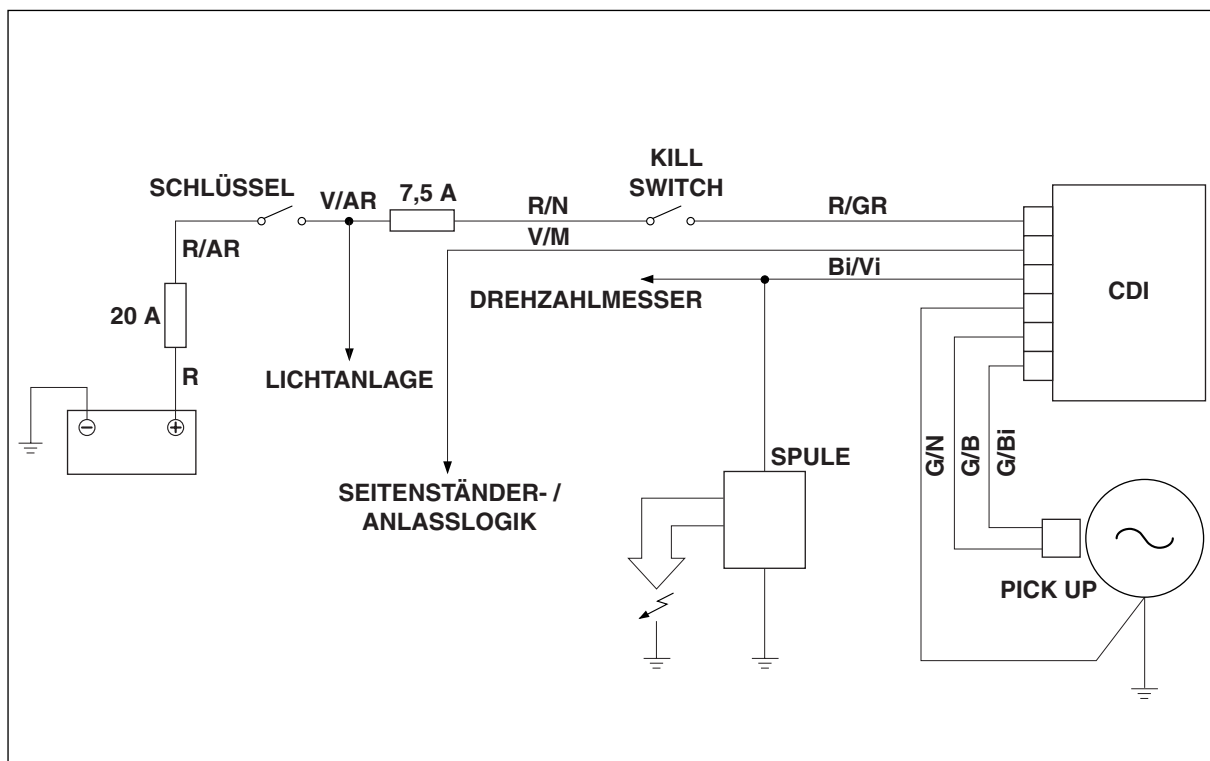 KILL
SWITCH
SCHLÜSSEL
V/AR
7,5 A
R/N
R/GR
V/M
R/AR
Bi/Vi
DREHZAHLMESSER
CDI
20 A
LICHTANLAGE
R
G/N
G/B
G/Bi
SPULE
SEITENSTÄNDER- /
ANLASSLOGIK
PICK UP